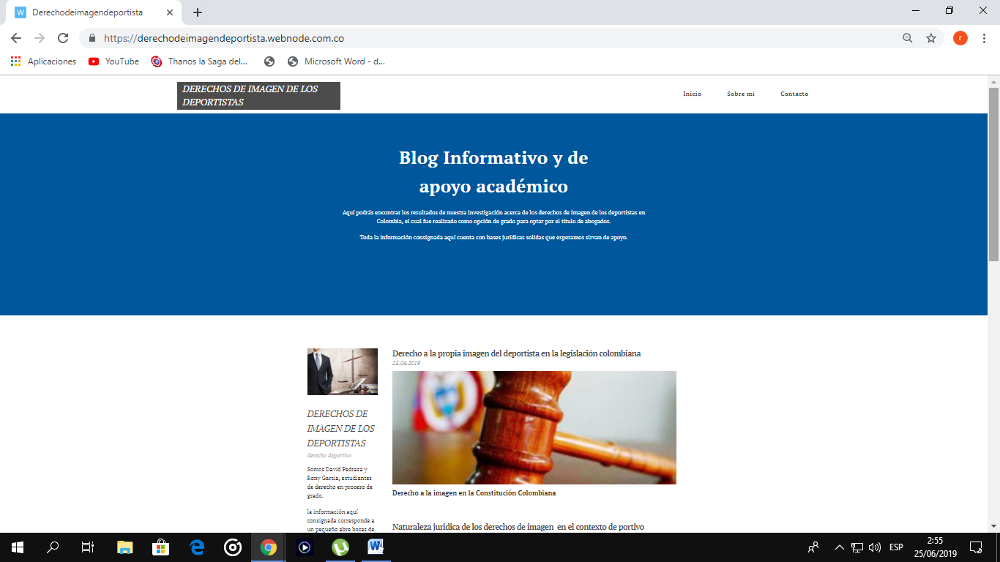 Derechodeimagendeportista
https://derechodeimagendeportista.webnode.com.co
r
Aplicaciones
YouTube
Thanos la Saga del...
Microsoft Word - d...
DERECHOS DE IMAGEN DE LOS
DEPORTISTAS
Inicio
Sobre mí
Contacto
Blog Informativo y de
apoyo académico
Aquí podrás encontrar los resultados de nuestra investigación acerca de los derechos de imagen de los deportistas en
Colombia, el cual fue realizado como opción de grado para optar por el titulo de abogados.
Toda la información consignada aquí cuenta con bases jurídicas solidas que esperamos sirvan de apoyo.
DERECHOS DE
IMAGEN DE LOS
DEPORTISTAS
derecho deportivo
Somos David Pedraza y
Rony Garcia, estudiantes
de derecho en proceso de
grado.
la información aquí
consignada corresponde a
un pequeño abre bocas de
Derecho a la propia imagen del deportista en la legislación colombiana
25.06.2019
Derecho a la imagen en la Constitución Colombiana
Naturaleza juridica de los derechos de imagen en el contexto de portivo
ESP
2:55
25/06/2019